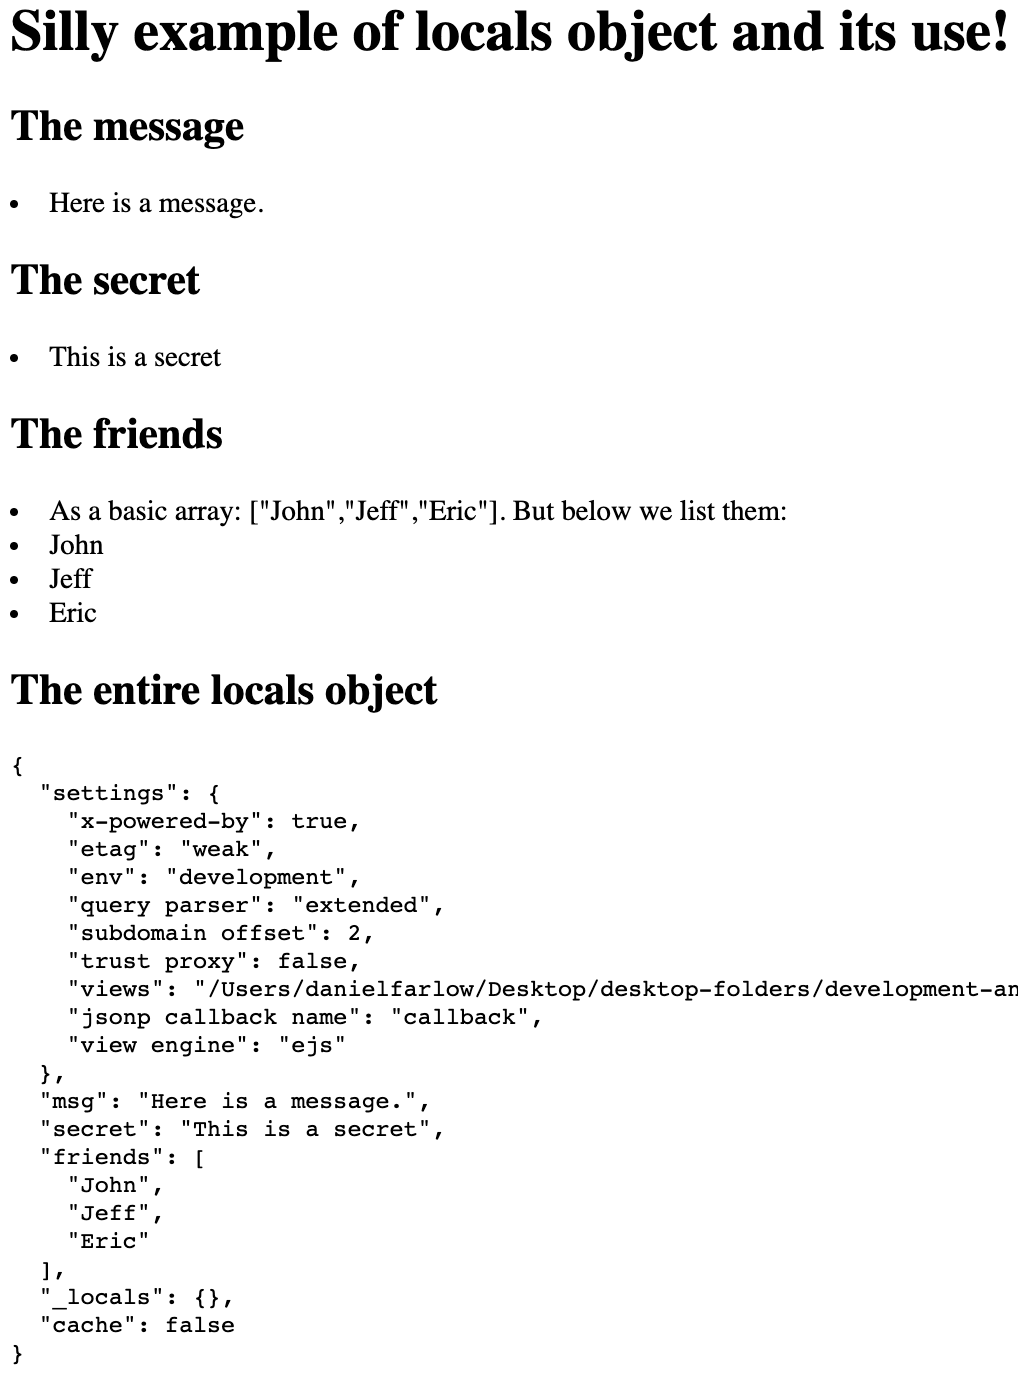 Silly example of locals object and its use!
The message
• Here is a message.
The secret
• This is a secret
The friends
• As a basic array: ["John","Jeff","Eric"]. But below we list them:
• John
• Jeff
• Eric
The entire locals object
{
  "settings": {
    "x-powered-by": true,
    "etag": "weak",
    "env": "development",
    "query parser": "extended",
    "subdomain offset": 2,
    "trust proxy": false,
    "views": "/Users/danielfarlow/Desktop/desktop-folders/development-an
    "jsonp callback name": "callback",
    "view engine": "ejs"
  },
  "msg": "Here is a message.",
  "secret": "This is a secret",
  "friends": [
    "John",
    "Jeff",
    "Eric"
  ],
  "_locals": {},
  "cache": false
}